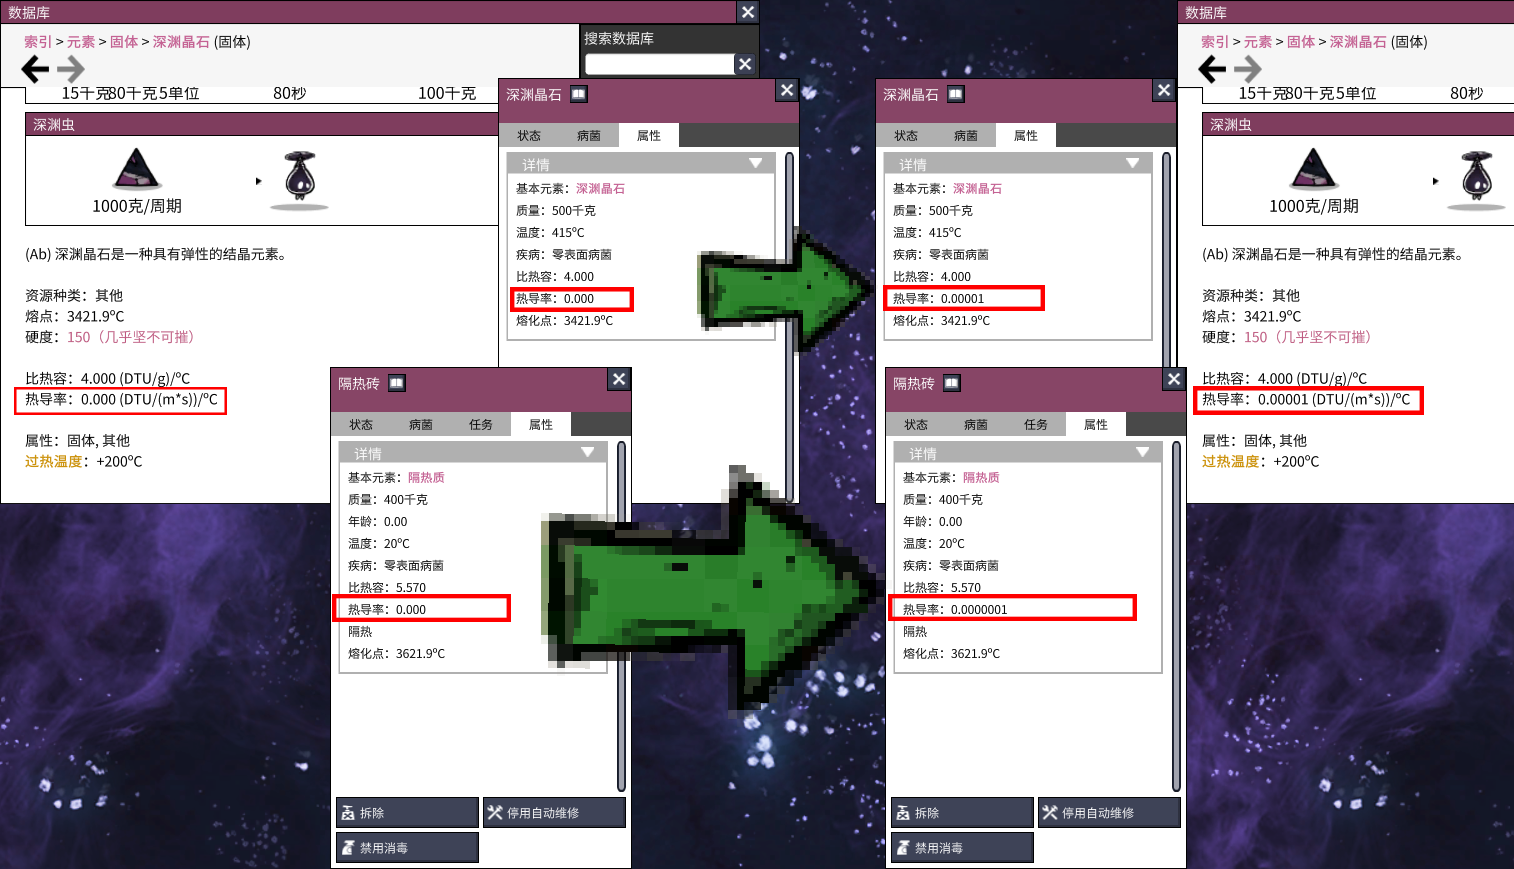 数据库
索引 > 元素 > 固体 > 深渊晶石 (固体)
15千克80千克5单位 80秒 100千克
深渊虫
1000克/周期
(Ab) 深渊晶石是一种具有弹性的结晶元素。
资源种类：其他
熔点：3421.9ºC
硬度：150（几乎坚不可摧）
比热容：4.000 (DTU/g)/ºC
热导率：0.000 (DTU/(m*s))/ºC
属性：固体, 其他
过热温度：+200ºC
搜索数据库
深渊晶石
状态 病菌 属性
详情
基本元素：深渊晶石
质量：500千克
温度：415ºC
疾病：零表面病菌
比热容：4.000
热导率：0.000
熔化点：3421.9ºC
隔热砖
状态 病菌 任务 属性
详情
基本元素：隔热质
质量：400千克
年龄：0.00
温度：20ºC
疾病：零表面病菌
比热容：5.570
热导率：0.000
隔热
熔化点：3621.9ºC
拆除 停用自动维修
禁用消毒
深渊晶石
状态 病菌 属性
详情
基本元素：深渊晶石
质量：500千克
温度：415ºC
疾病：零表面病菌
比热容：4.000
热导率：0.00001
熔化点：3421.9ºC
隔热砖
状态 病菌 任务 属性
详情
基本元素：隔热质
质量：400千克
年龄：0.00
温度：20ºC
疾病：零表面病菌
比热容：5.570
热导率：0.0000001
隔热
熔化点：3621.9ºC
拆除 停用自动维修
禁用消毒
数据库
索引 > 元素 > 固体 > 深渊晶石 (固体)
15千克80千克5单位 80秒
深渊虫
1000克/周期
(Ab) 深渊晶石是一种具有弹性的结晶元素。
资源种类：其他
熔点：3421.9ºC
硬度：150（几乎坚不可摧）
比热容：4.000 (DTU/g)/ºC
热导率：0.00001 (DTU/(m*s))/ºC
属性：固体, 其他
过热温度：+200ºC